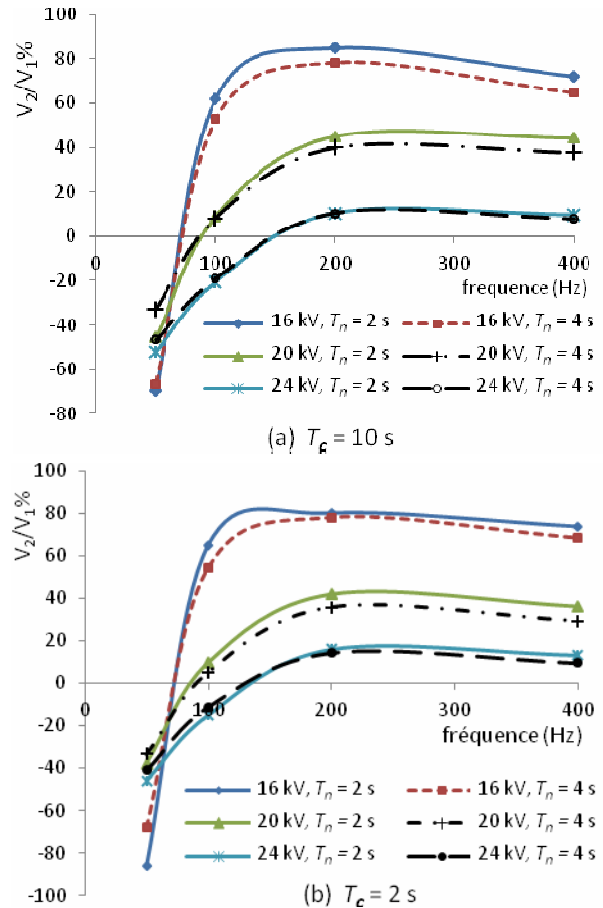 100
80
60
40
20
0
-20
-40
-60
-80
V₂/V₁%
0 100 200 300 400
frequence (Hz)
16 kV, Tn = 2 s 16 kV, Tn = 4 s
20 kV, Tn = 2 s 20 kV, Tn = 4 s
24 kV, Tn = 2 s 24 kV, Tn = 4 s
(a) Tc = 10 s
100
80
60
40
20
0
-20
-40
-60
-80
-100
V₂/V₁%
0 100 200 300 400
fréquence (Hz)
16 kV, Tn = 2 s 16 kV, Tn = 4 s
20 kV, Tn = 2 s 20 kV, Tn = 4 s
24 kV, Tn = 2 s 24 kV, Tn = 4 s
(b) Tc = 2 s